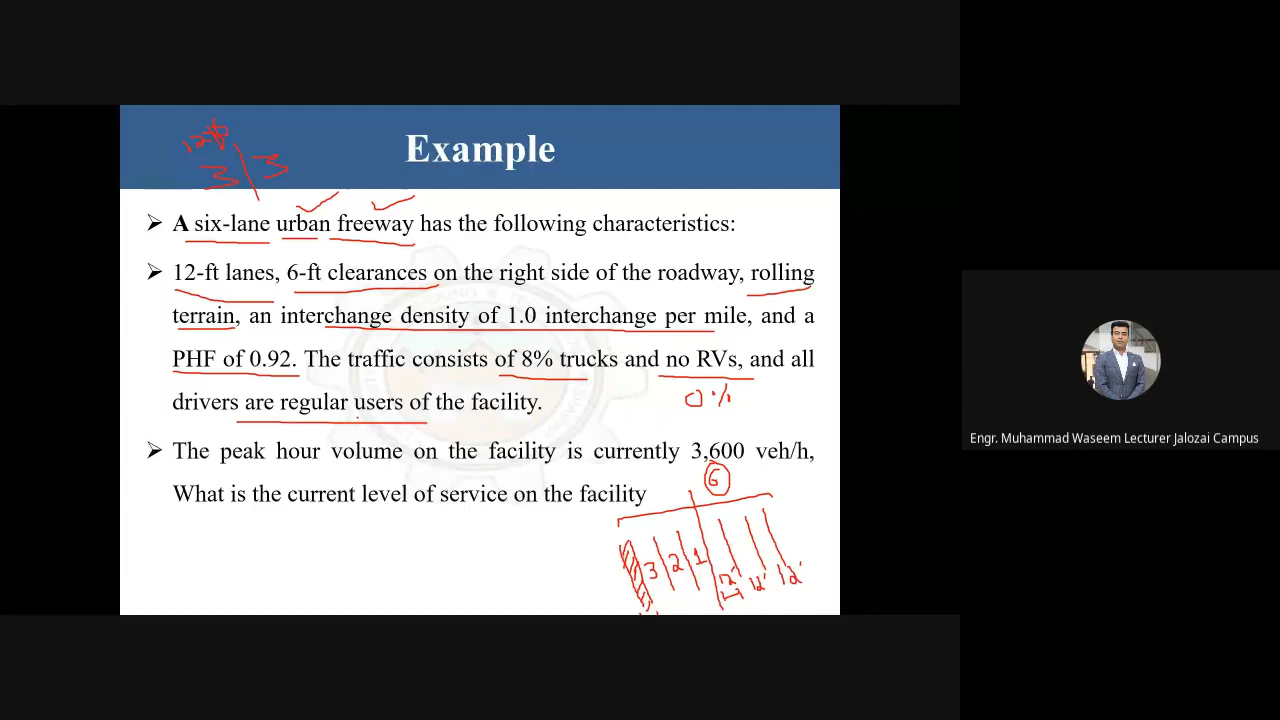 Example
12'
3 3
➢ A six-lane urban freeway has the following characteristics:
➢ 12-ft lanes, 6-ft clearances on the right side of the roadway, rolling
terrain, an interchange density of 1.0 interchange per mile, and a
PHF of 0.92. The traffic consists of 8% trucks and no RVs, and all
drivers are regular users of the facility.
0%
➢ The peak hour volume on the facility is currently 3,600 veh/h,
What is the current level of service on the facility
6
3 2 1
12' 12' 12'
Engr. Muhammad Waseem Lecturer Jalozai Campus